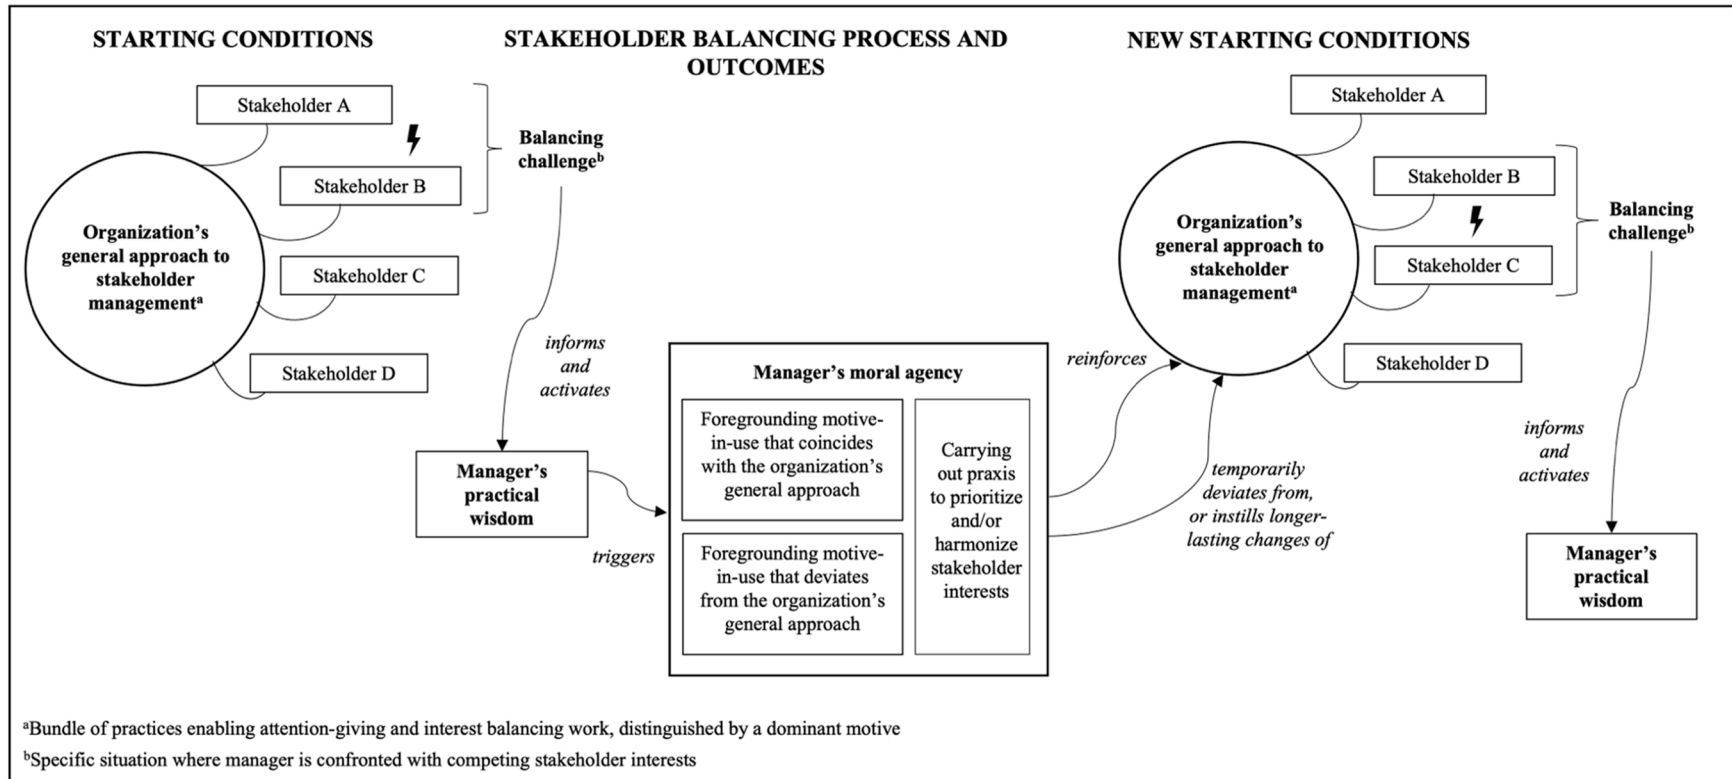 STARTING CONDITIONS
Stakeholder A
Stakeholder B
Stakeholder C
Stakeholder D
Organization's
general approach to
stakeholder
managementᵃ
Balancing
challengeᵇ
informs
and
activates
Manager's
practical
wisdom
triggers
STAKEHOLDER BALANCING PROCESS AND
OUTCOMES
Manager's moral agency
Foregrounding motive-
in-use that coincides
with the organization's
general approach
Foregrounding motive-
in-use that deviates
from the organization's
general approach
Carrying
out praxis
to prioritize
and/or
harmonize
stakeholder
interests
reinforces
temporarily
deviates from,
or instills longer-
lasting changes of
NEW STARTING CONDITIONS
Stakeholder A
Stakeholder B
Stakeholder C
Stakeholder D
Organization's
general approach to
stakeholder
managementᵃ
Balancing
challengeᵇ
informs
and
activates
Manager's
practical
wisdom
ᵃBundle of practices enabling attention-giving and interest balancing work, distinguished by a dominant motive
ᵇSpecific situation where manager is confronted with competing stakeholder interests